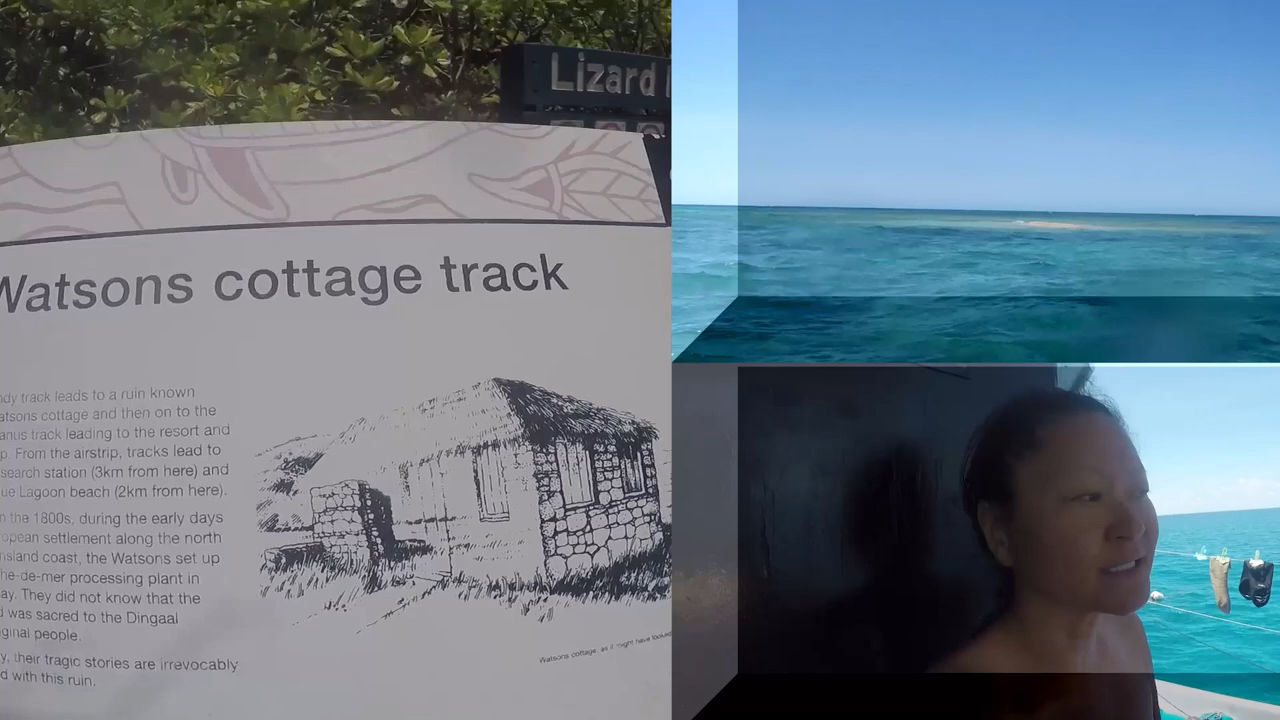 Lizard
Watsons cottage track
ndy track leads to a ruin known
atsons cottage and then on to the
anus track leading to the resort and
p. From the airstrip, tracks lead to
search station (3km from here) and
ue Lagoon beach (2km from here).
n the 1800s, during the early days
opean settlement along the north
nsland coast, the Watsons set up
he-de-mer processing plant in
ay. They did not know that the
d was sacred to the Dingaal
iginal people.
y, their tragic stories are irrevocably
d with this ruin.
Watsons cottage, as it might have looked